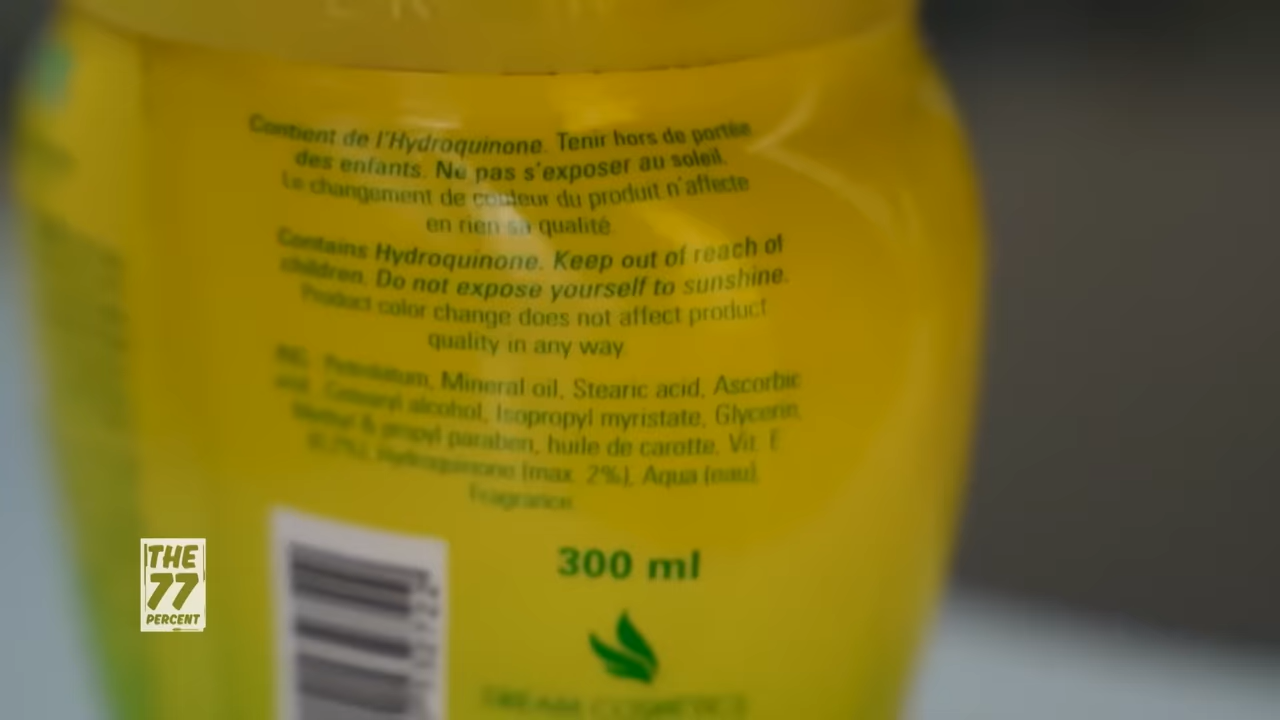 Contient de l'Hydroquinone. Tenir hors de portée
des enfants. Ne pas s'exposer au soleil.
Le changement de couleur du produit n'affecte
en rien sa qualité
Contains Hydroquinone. Keep out of reach of
children. Do not expose yourself to sunshine.
Product color change does not affect product
quality in any way
Petrolatum, Mineral oil, Stearic acid, Ascorbic
alcohol, Isopropyl myristate, Glycerin,
Methyl & propyl paraben, huile de carotte, Vit. E
Hydroquinone (max. 2%), Aqua (eau),
Fragrance
300 ml
THE
77
PERCENT